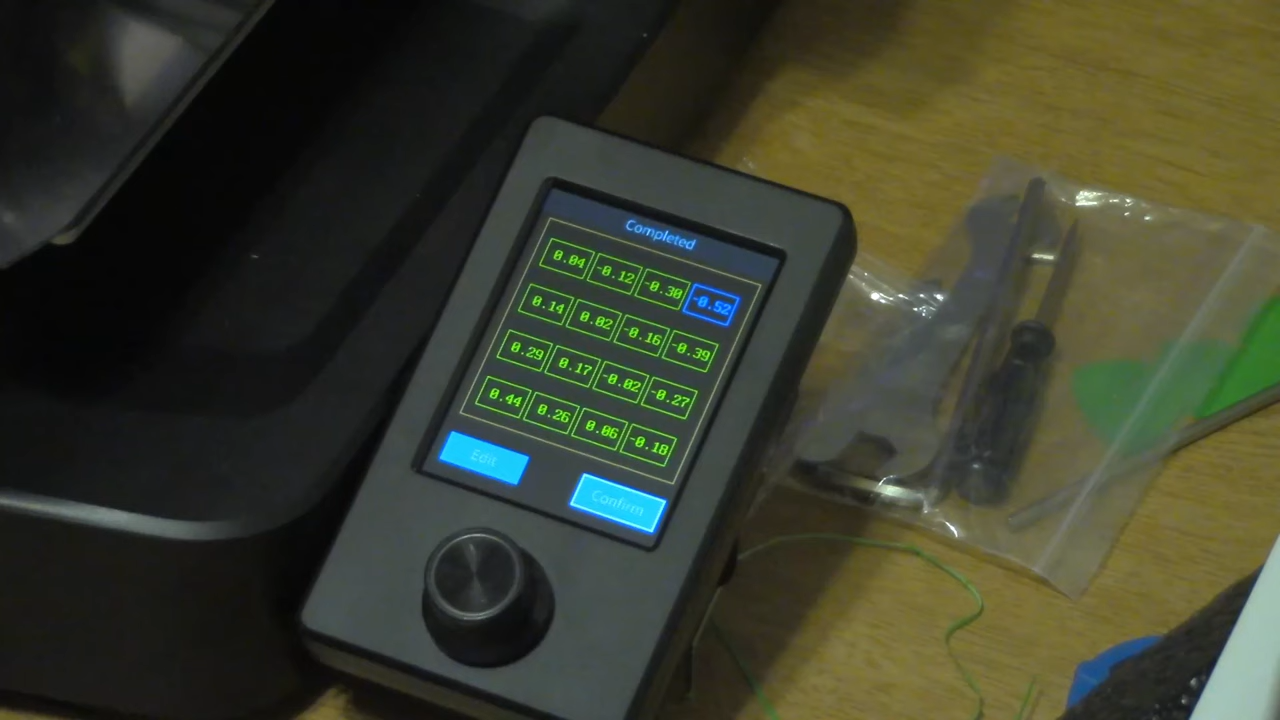 Completed
0.04 -0.12 -0.30 -0.52
0.14 0.02 -0.16 -0.39
0.29 0.17 -0.02 -0.27
0.44 0.26 0.06 -0.18
Edit
Confirm